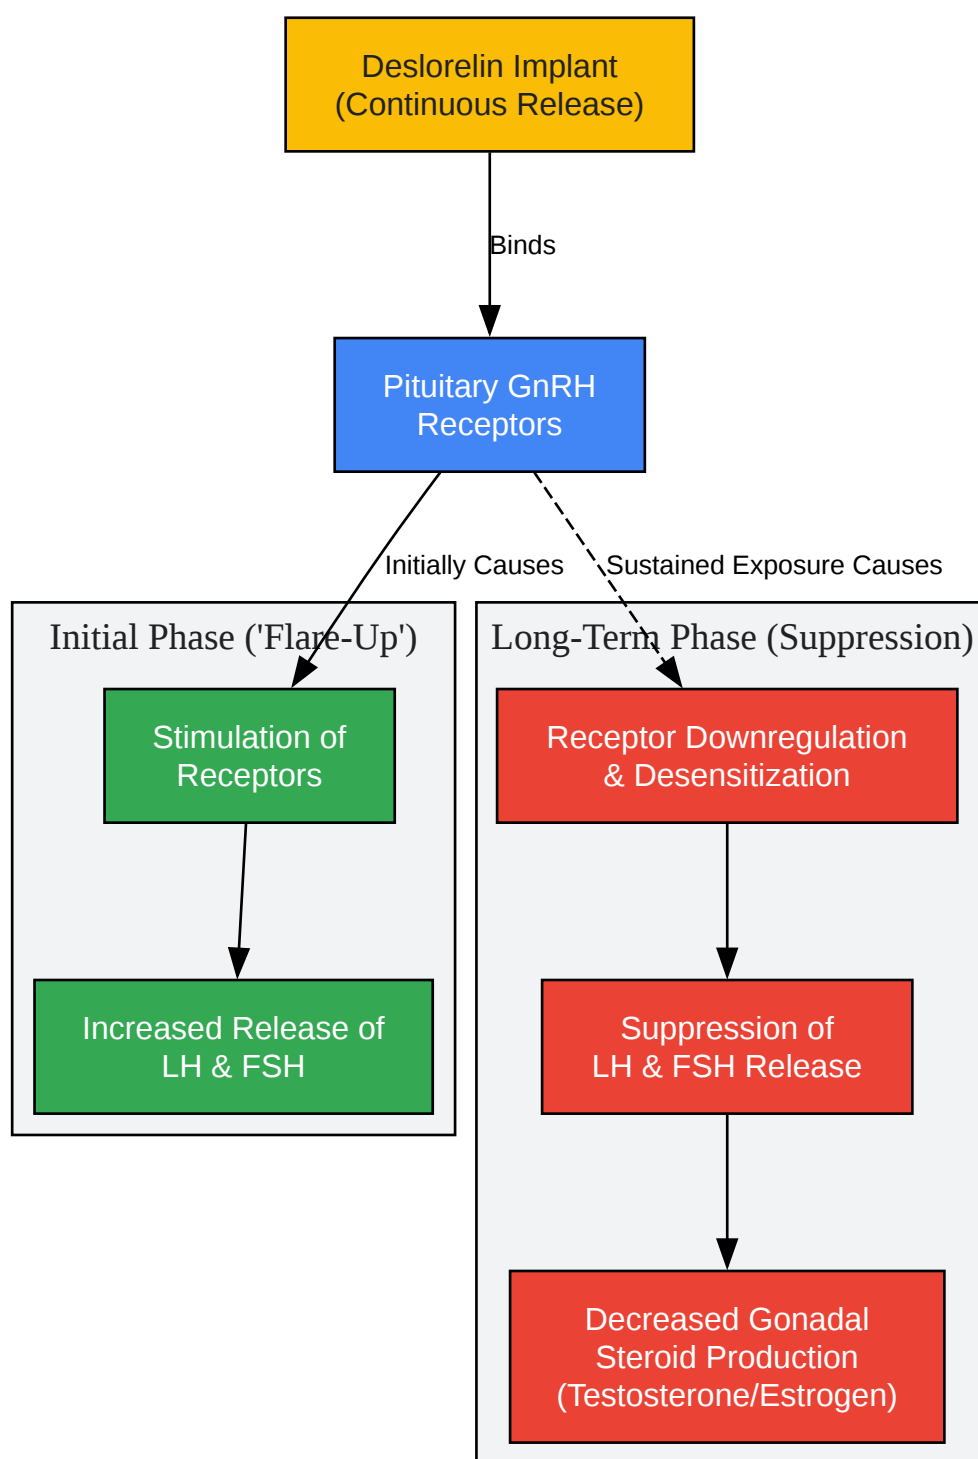 Deslorelin Implant
(Continuous Release)
Binds
Pituitary GnRH
Receptors
Initially Causes
Sustained Exposure Causes
Initial Phase ('Flare-Up')
Stimulation of
Receptors
Increased Release of
LH & FSH
Long-Term Phase (Suppression)
Receptor Downregulation
& Desensitization
Suppression of
LH & FSH Release
Decreased Gonadal
Steroid Production
(Testosterone/Estrogen)